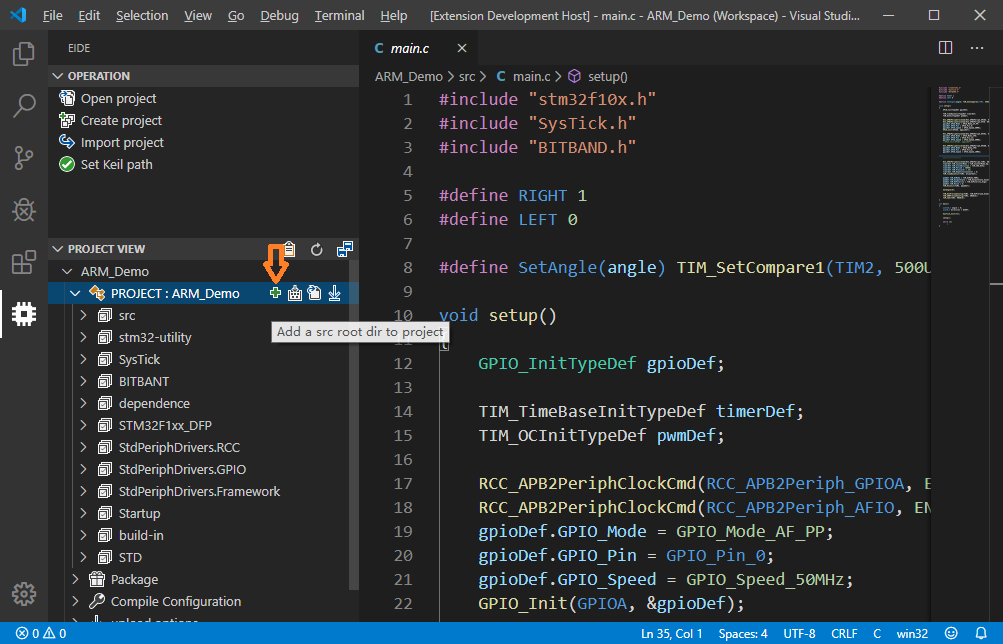 File Edit Selection View Go Debug Terminal Help [Extension Development Host] - main.c - ARM_Demo (Workspace) - Visual Studi...
EIDE
OPERATION
Open project
Create project
Import project
Set Keil path
PROJECT VIEW
ARM_Demo
PROJECT : ARM_Demo
Add a src root dir to project
src
stm32-utility
SysTick
BITBANT
dependence
STM32F1xx_DFP
StdPeriphDrivers.RCC
StdPeriphDrivers.GPIO
StdPeriphDrivers.Framework
Startup
build-in
STD
Package
Compile Configuration
C main.c
ARM_Demo > src > C main.c > setup()
1 #include "stm32f10x.h"
2 #include "SysTick.h"
3 #include "BITBAND.h"
4
5 #define RIGHT 1
6 #define LEFT 0
7
8 #define SetAngle(angle) TIM_SetCompare1(TIM2, 500U
9
10 void setup()
{
12 GPIO_InitTypeDef gpioDef;
13
14 TIM_TimeBaseInitTypeDef timerDef;
15 TIM_OCInitTypeDef pwmDef;
16
17 RCC_APB2PeriphClockCmd(RCC_APB2Periph_GPIOA, E
18 RCC_APB2PeriphClockCmd(RCC_APB2Periph_AFIO, EN
19 gpioDef.GPIO_Mode = GPIO_Mode_AF_PP;
20 gpioDef.GPIO_Pin = GPIO_Pin_0;
21 gpioDef.GPIO_Speed = GPIO_Speed_50MHz;
22 GPIO_Init(GPIOA, &gpioDef);
0 0 Ln 35, Col 1 Spaces: 4 UTF-8 CRLF C win32